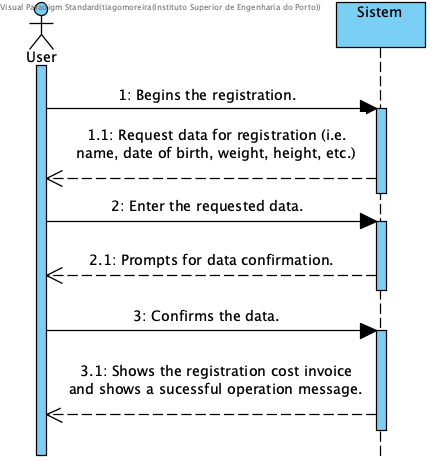 Visual Paradigm Standard(tiagomoreira(Instituto Superior de Engenharia do Porto))
Sistem
User
1: Begins the registration.
1.1: Request data for registration (i.e.
name, date of birth, weight, height, etc.)
2: Enter the requested data.
2.1: Prompts for data confirmation.
3: Confirms the data.
3.1: Shows the registration cost invoice
and shows a sucessful operation message.